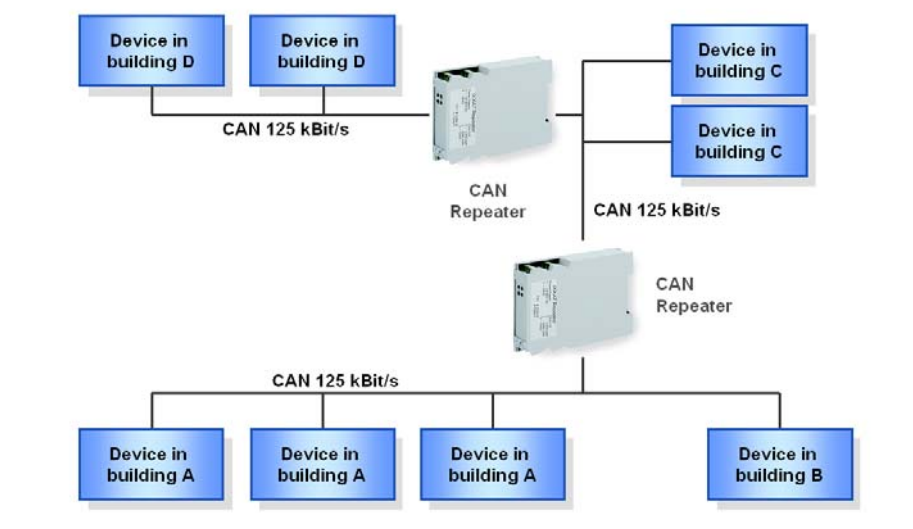 Device in
building D
Device in
building D
Device in
building C
CAN 125 kBit/s
Device in
building C
CAN
Repeater
CAN 125 kBit/s
CAN
Repeater
CAN 125 kBit/s
Device in
building A
Device in
building A
Device in
building A
Device in
building B